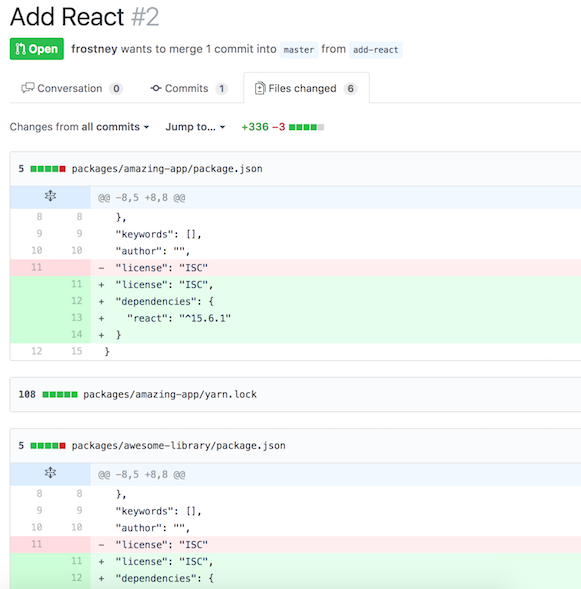 Add React #2
Open frostney wants to merge 1 commit into master from add-react
Conversation 0 Commits 1 Files changed 6
Changes from all commits Jump to... +336 −3
5 packages/amazing-app/package.json
@@ -8,5 +8,8 @@
8 8 },
9 9 "keywords": [],
10 10 "author": "",
11 - "license": "ISC"
11 + "license": "ISC",
12 + "dependencies": {
13 + "react": "^15.6.1"
14 + }
12 15 }
108 packages/amazing-app/yarn.lock
5 packages/awesome-library/package.json
@@ -8,5 +8,8 @@
8 8 },
9 9 "keywords": [],
10 10 "author": "",
11 - "license": "ISC"
11 + "license": "ISC",
12 + "dependencies": {